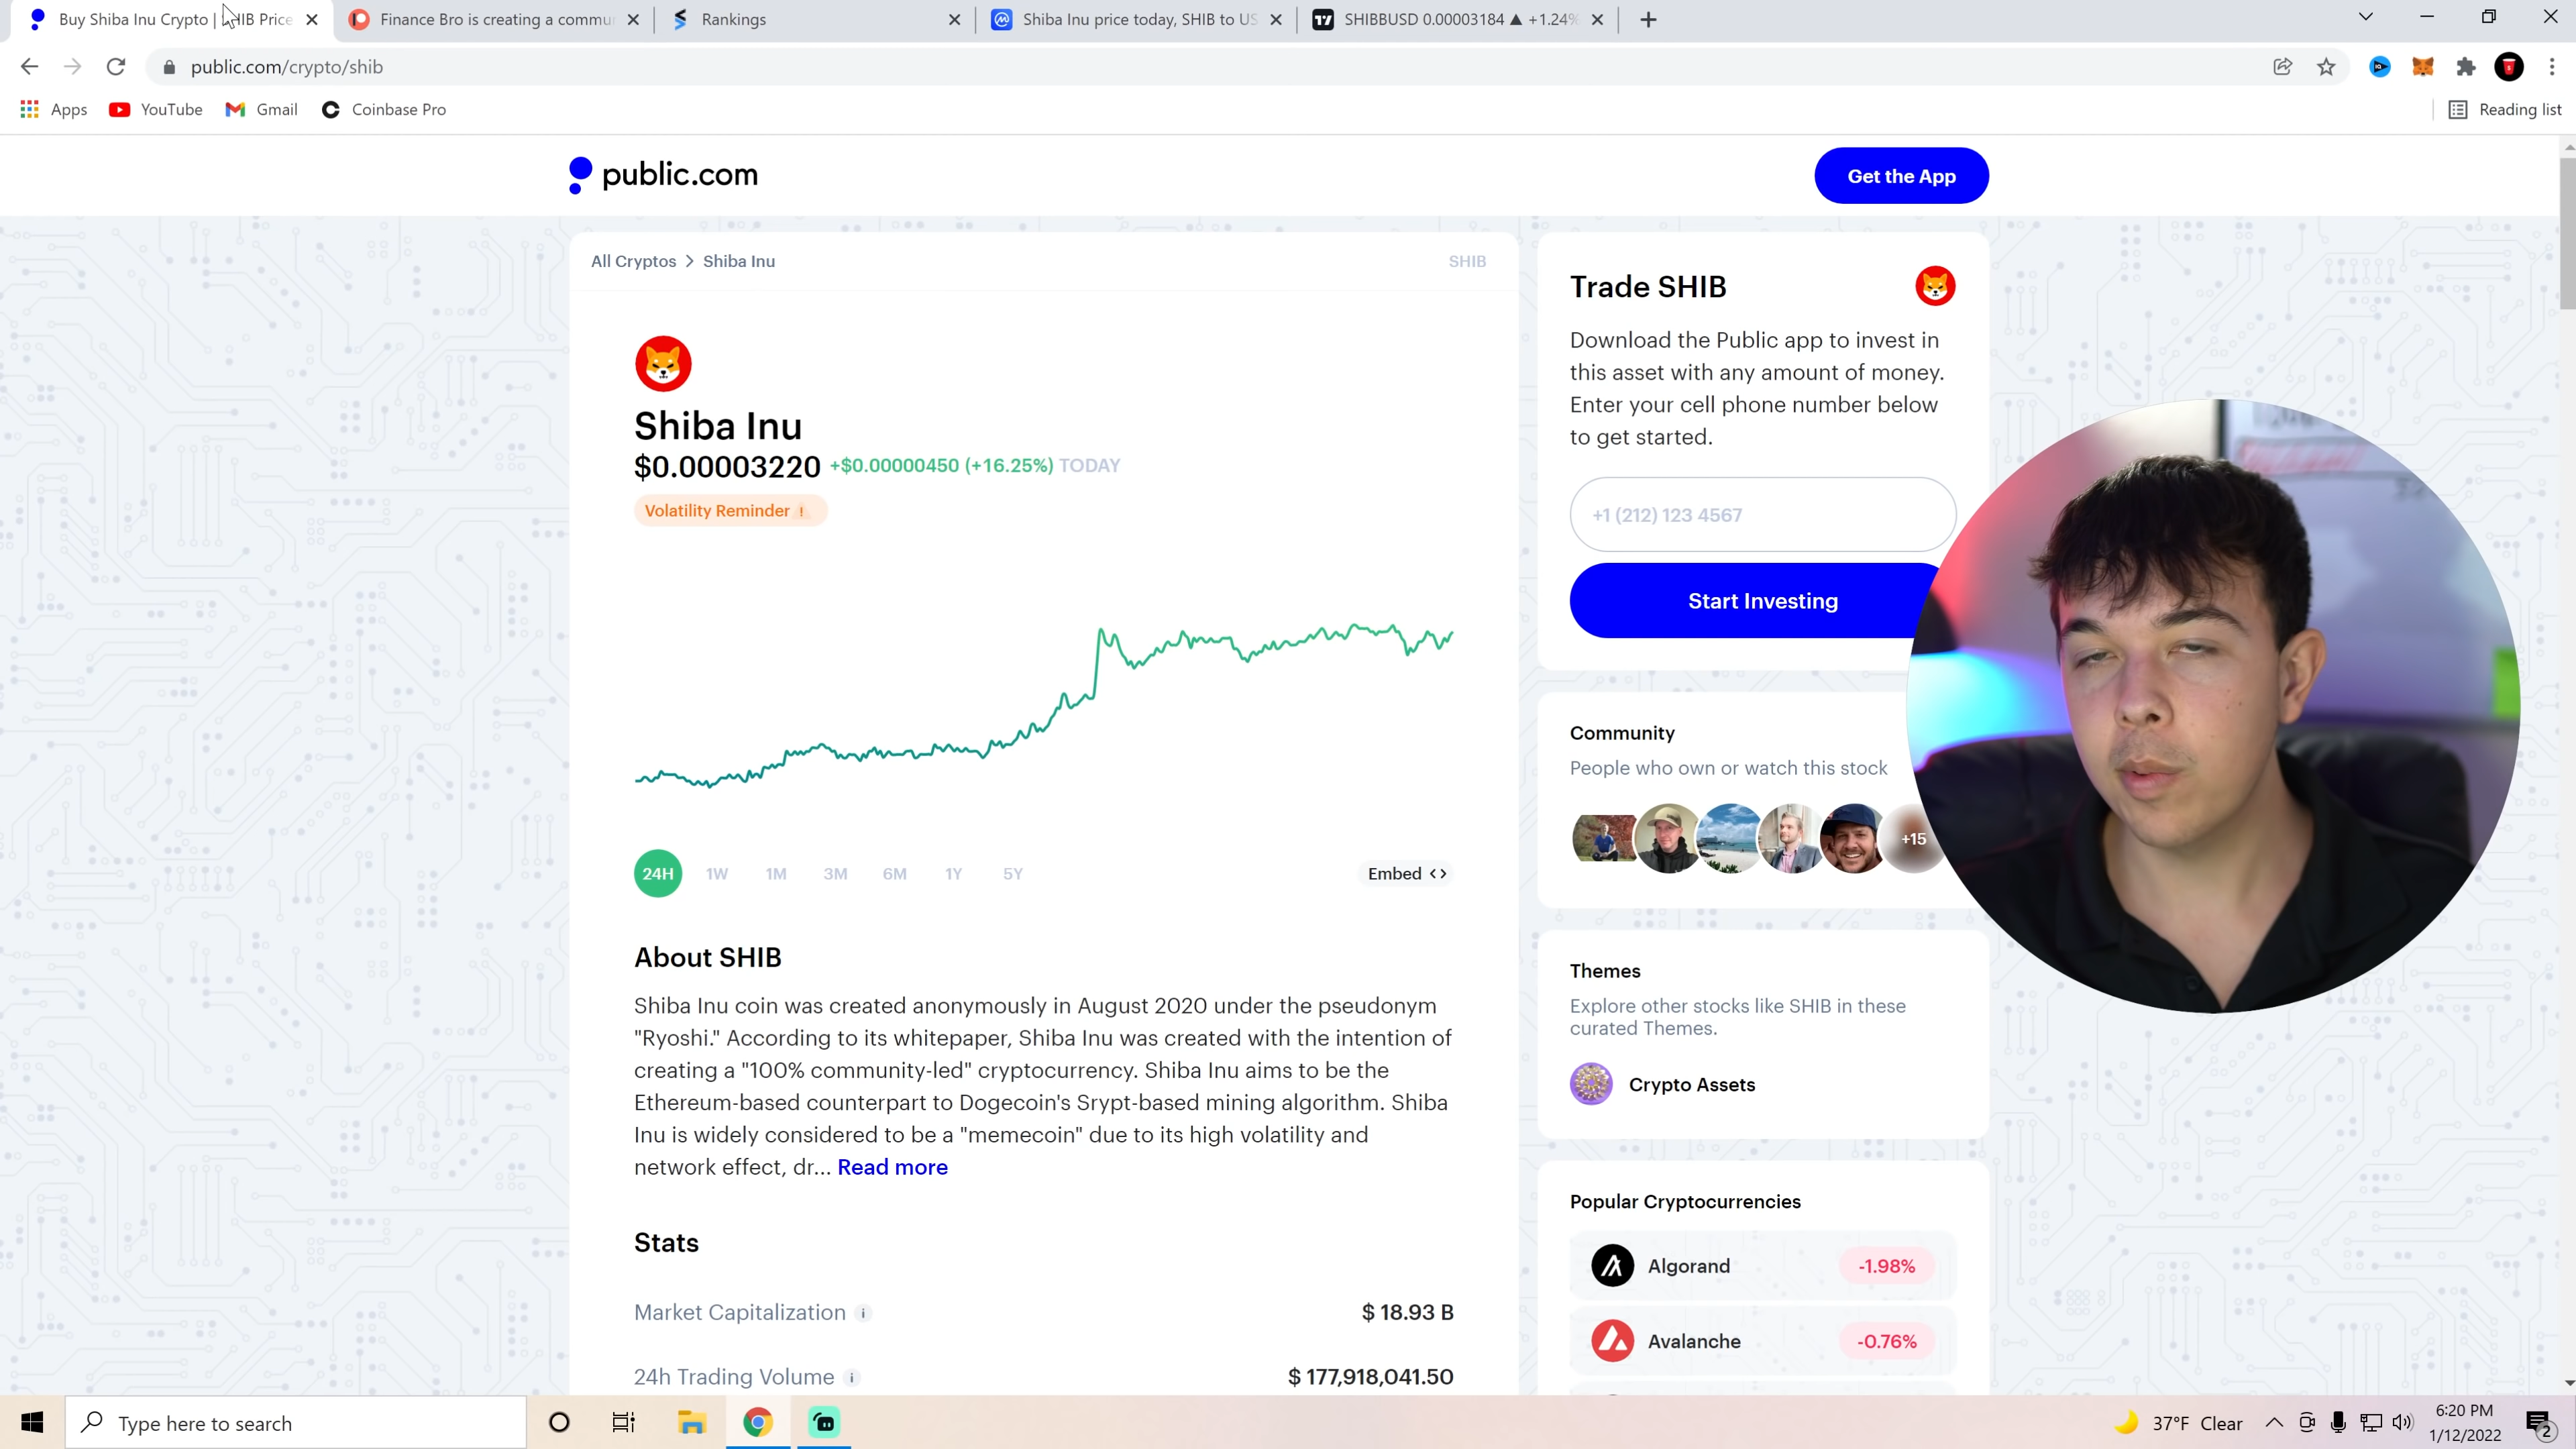 Buy Shiba Inu Crypto | SHIB Price
Finance Bro is creating a commun
Rankings
Shiba Inu price today, SHIB to US
SHIBBUSD 0.00003184 ▲ +1.24%
public.com/crypto/shib
Apps
YouTube
Gmail
Coinbase Pro
Reading list
public.com
Get the App
All Cryptos > Shiba Inu
SHIB
Shiba Inu
$0.00003220 +$0.00000450 (+16.25%) TODAY
Volatility Reminder !
24H 1W 1M 3M 6M 1Y 5Y
Embed <>
About SHIB
Shiba Inu coin was created anonymously in August 2020 under the pseudonym
"Ryoshi." According to its whitepaper, Shiba Inu was created with the intention of
creating a "100% community-led" cryptocurrency. Shiba Inu aims to be the
Ethereum-based counterpart to Dogecoin's Srypt-based mining algorithm. Shiba
Inu is widely considered to be a "memecoin" due to its high volatility and
network effect, dr... Read more
Stats
Market Capitalization i $ 18.93 B
24h Trading Volume i $ 177,918,041.50
Trade SHIB
Download the Public app to invest in
this asset with any amount of money.
Enter your cell phone number below
to get started.
+1 (212) 123 4567
Start Investing
Community
People who own or watch this stock
+15
Themes
Explore other stocks like SHIB in these
curated Themes.
Crypto Assets
Popular Cryptocurrencies
Algorand -1.98%
Avalanche -0.76%
Type here to search
37°F Clear
6:20 PM
1/12/2022
2